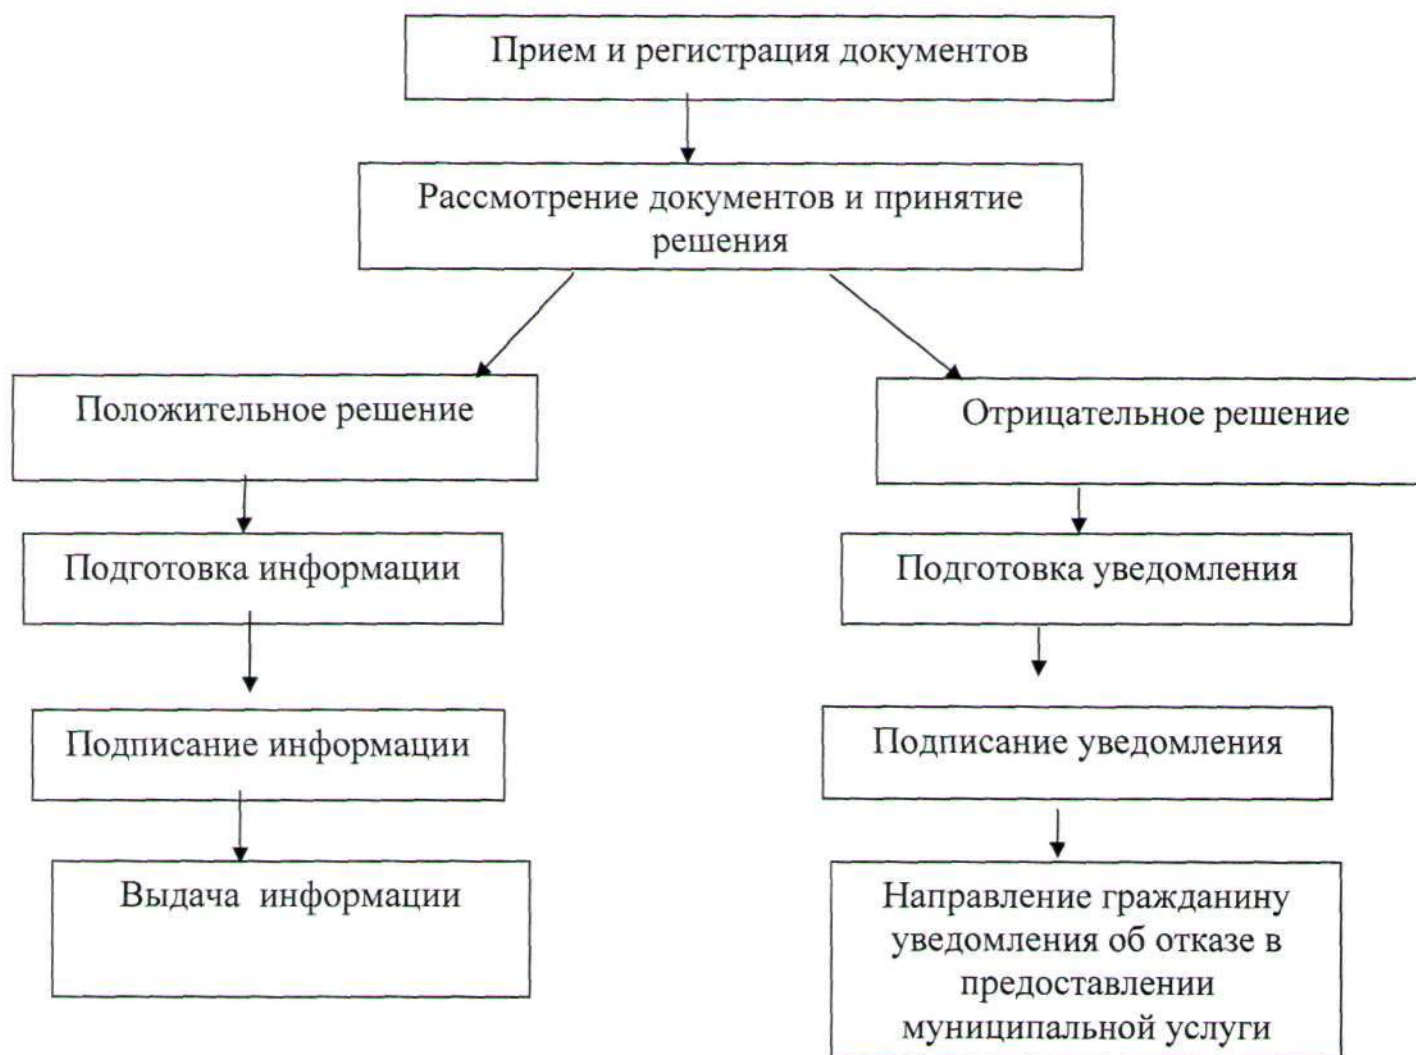 Прием и регистрация документов
Рассмотрение документов и принятие
решения
Положительное решение
Отрицательное решение
Подготовка информации
Подготовка уведомления
Подписание информации
Подписание уведомления
Выдача информации
Направление гражданину
уведомления об отказе в
предоставлении
муниципальной услуги